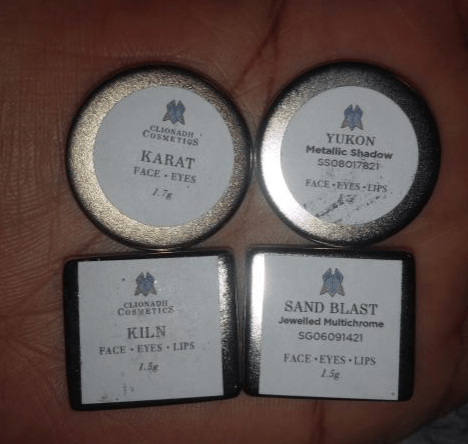 CLIONADH
COSMETICS
KARAT
FACE • EYES
1.7g
YUKON
Metallic Shadow
SS08017821
FACE • EYES • LIPS
CLIONADH
COSMETICS
KILN
FACE • EYES • LIPS
1.5g
SAND BLAST
Jewelled Multichrome
SG06091421
FACE • EYES • LIPS
1.5g